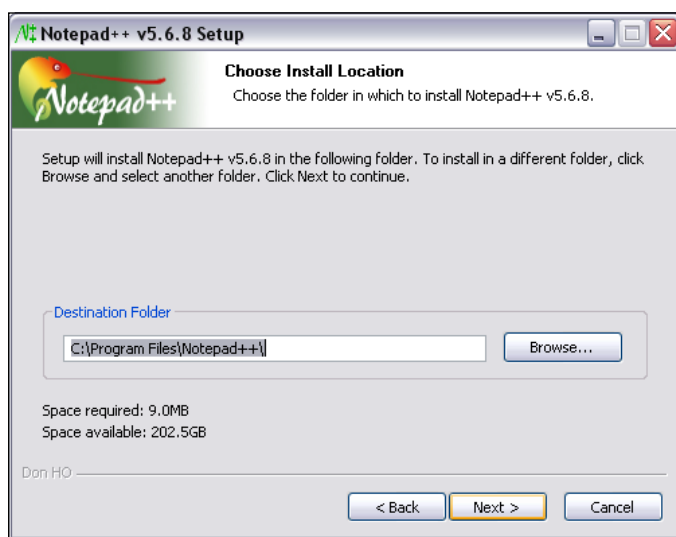 Notepad++ v5.6.8 Setup
Notepad++
Choose Install Location
Choose the folder in which to install Notepad++ v5.6.8.
Setup will install Notepad++ v5.6.8 in the following folder. To install in a different folder, click
Browse and select another folder. Click Next to continue.
Destination Folder
C:\Program Files\Notepad++\
Browse...
Space required: 9.0MB
Space available: 202.5GB
Don HO
< Back
Next >
Cancel